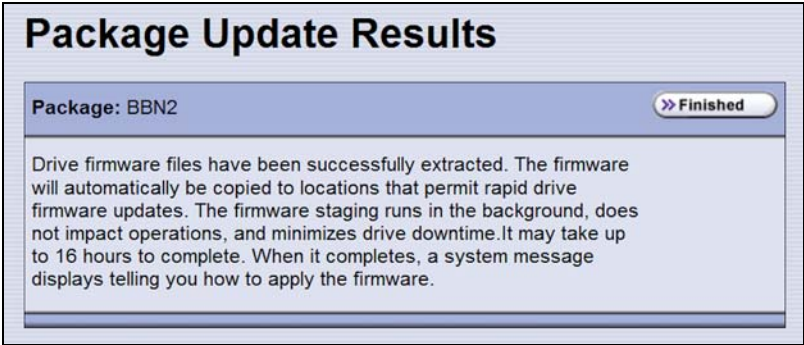 Package Update Results
Package: BBN2
Finished
Drive firmware files have been successfully extracted. The firmware
will automatically be copied to locations that permit rapid drive
firmware updates. The firmware staging runs in the background, does
not impact operations, and minimizes drive downtime.It may take up
to 16 hours to complete. When it completes, a system message
displays telling you how to apply the firmware.